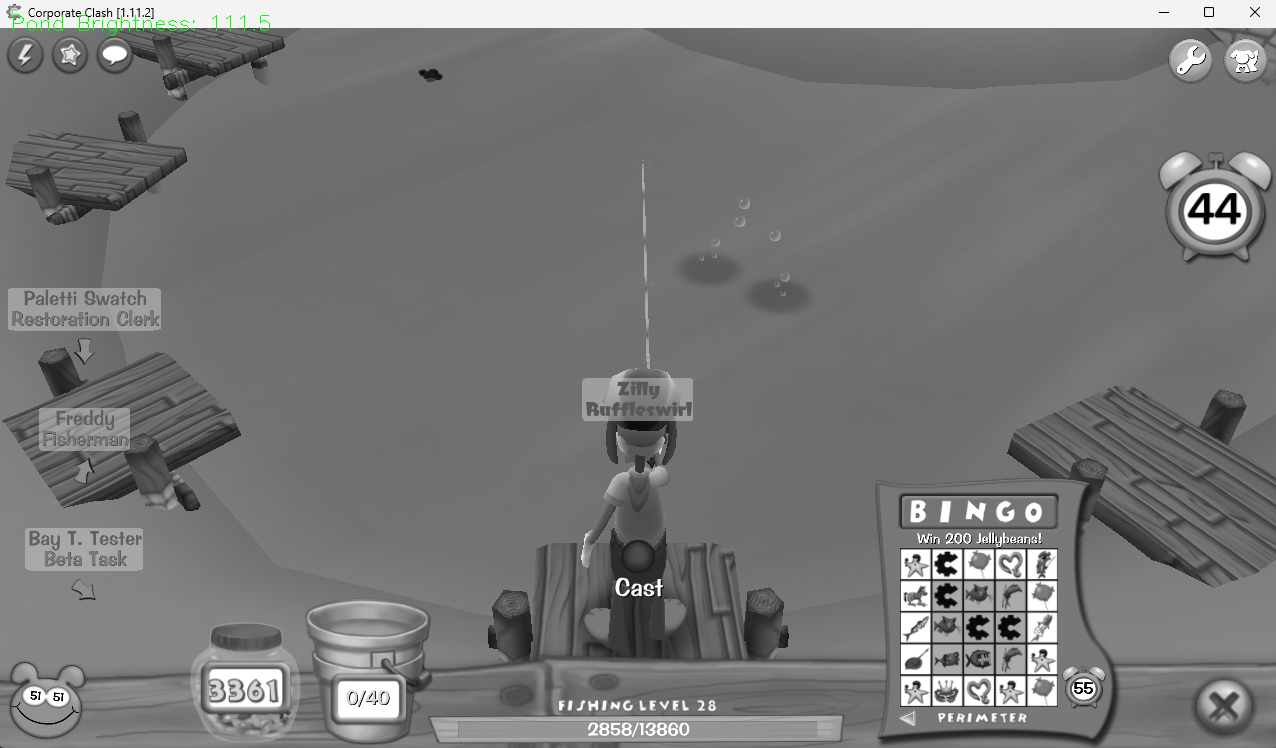 Corporate Clash [1.11.2]
Pond Brightness: 111.5
44
Paletti Swatch
Restoration Clerk
Zilly
Ruffleswirl
Freddy
Fisherman
Bay T. Tester
Beta Task
Cast
BINGO
Win 200 Jellybeans!
51 51
3361
0/40
FISHING LEVEL 28
2858/13860
55
PERIMETER